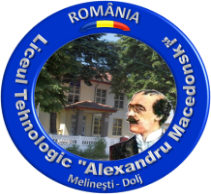 ROMÂNIA
Liceul Tehnologic "Alexandru Macedonski"
Melinești - Dolj